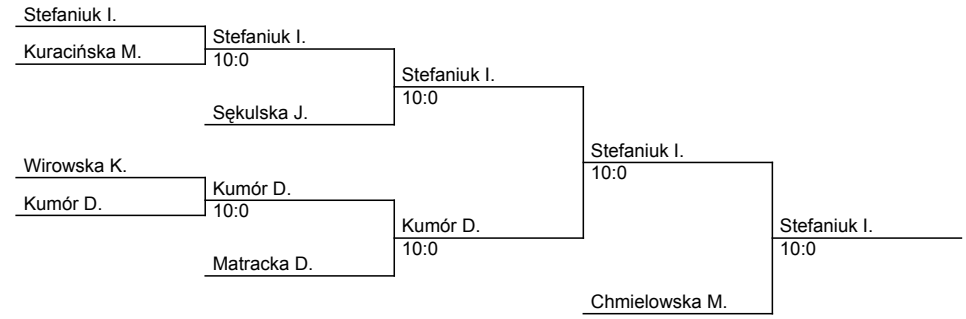 Stefaniuk I.
Kuracińska M.
Stefaniuk I.
10:0
Sękulska J.
Stefaniuk I.
10:0
Wirowska K.
Kumór D.
Kumór D.
10:0
Matracka D.
Kumór D.
10:0
Stefaniuk I.
10:0
Chmielowska M.
Stefaniuk I.
10:0